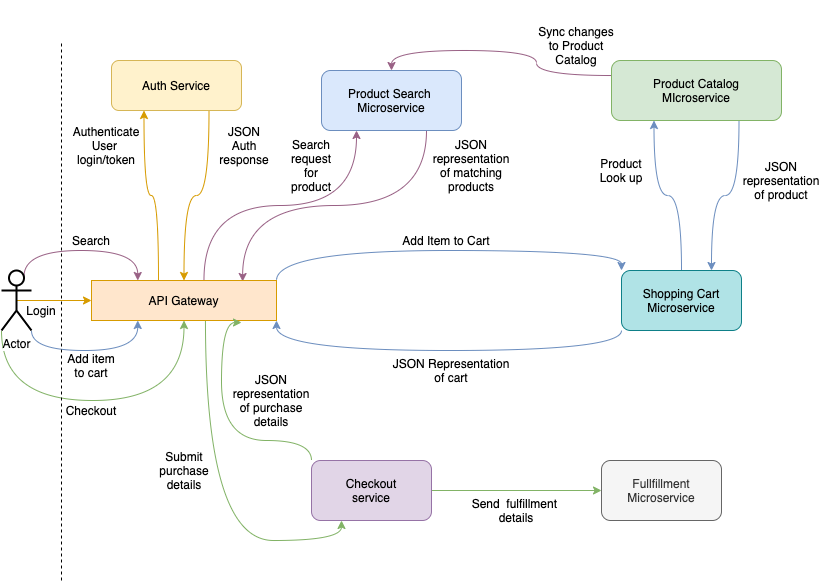 Sync changes
to Product
Catalog
Auth Service
Product Search
Microservice
Product Catalog
MIcroservice
Authenticate
User
login/token
JSON
Auth
response
Search
request
for
product
JSON
representation
of matching
products
Product
Look up
JSON
representation
of product
Search
Add Item to Cart
API Gateway
Login
Shopping Cart
Microservice
Actor
Add item
to cart
JSON Representation
of cart
JSON
representation
of purchase
details
Checkout
Submit
purchase
details
Checkout
service
Send  fulfillment
details
Fullfillment
Microservice